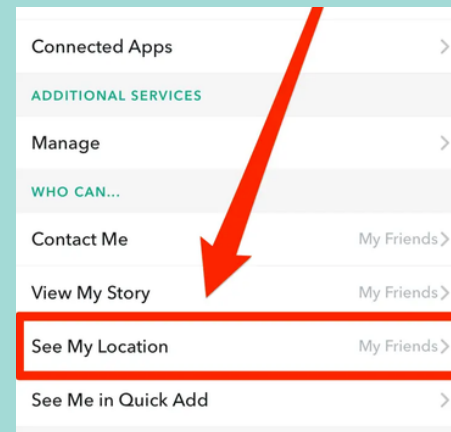 Connected Apps
ADDITIONAL SERVICES
Manage
WHO CAN...
Contact Me My Friends
View My Story My Friends
See My Location My Friends
See Me in Quick Add